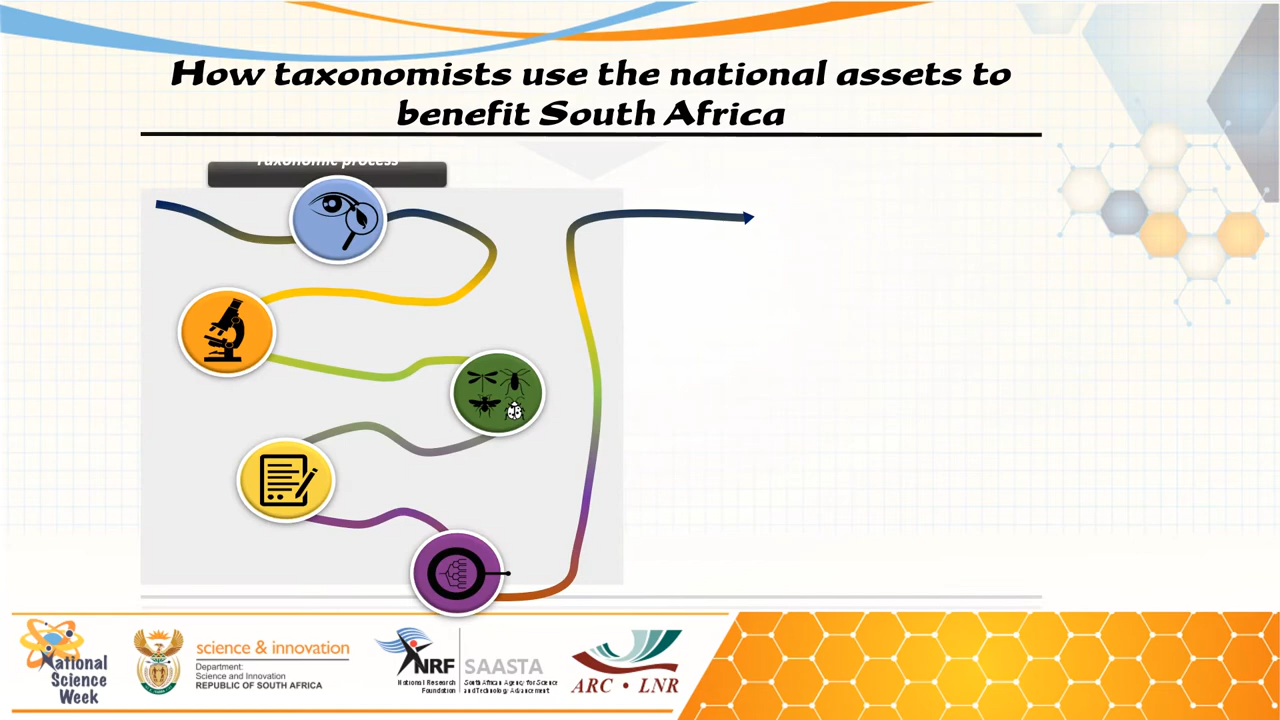 How taxonomists use the national assets to
benefit South Africa
Taxonomic process
National
Science
Week
science & innovation
Department:
Science and Innovation
REPUBLIC OF SOUTH AFRICA
NRF
National Research
Foundation
SAASTA
South African Agency for Science
and Technology Advancement
ARC • LNR